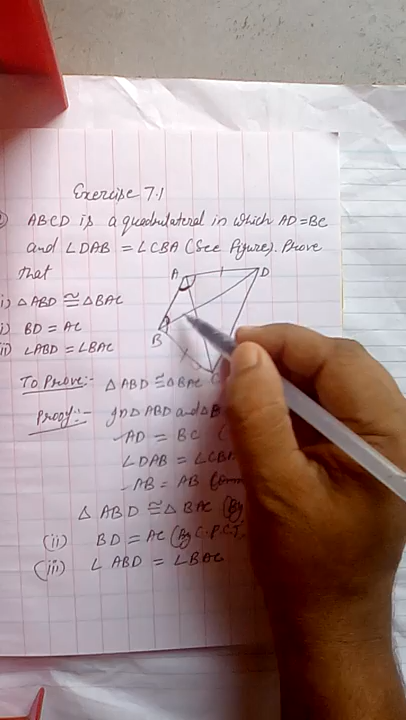 Exercise 7.1
ABCD is a quadrilateral in which AD = BC
and ∠DAB = ∠CBA (See figure). Prove
that
i) △ABD ≅ △BAC
i) BD = AC
ii) ∠ABD = ∠BAC
A
D
B
To Prove:- △ABD ≅ △BAC (
Proof:- In △ABD and △B
AD = BC (
∠DAB = ∠CBA
AB = AB (Comm
△ABD ≅ △BAC (By
(ii) BD = AC (By C.P.C.T.
(iii) ∠ABD = ∠BAC